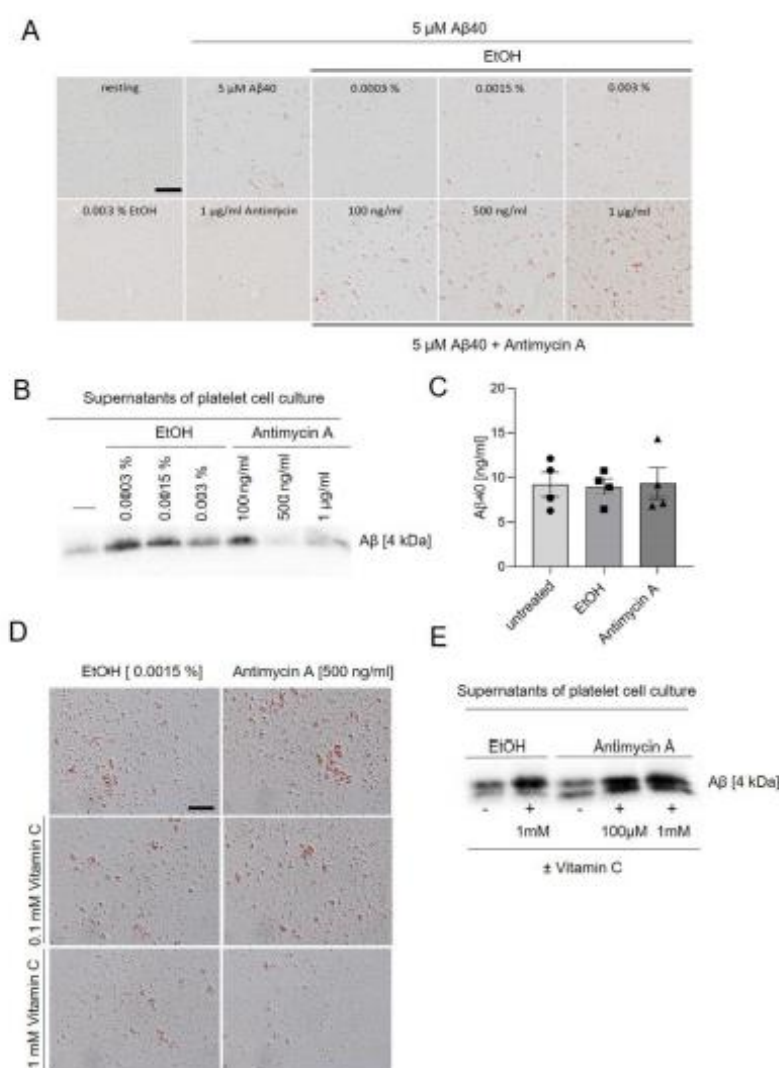 A
5 µM Aβ40
EtOH
nesting
5 µM Aβ40
0.0003 %
0.0015 %
0.003 %
0.003 % EtOH
1 µg/ml Antimycin
100 ng/ml
500 ng/ml
1 µg/ml
5 µM Aβ40 + Antimycin A
B
Supernatants of platelet cell culture
EtOH
Antimycin A
—
0.0003 %
0.0015 %
0.003 %
100ng/ml
500 ng/ml
1 µg/ml
Aβ [4 kDa]
C
Aβ40 [ng/ml]
20
15
10
5
0
untreated
EtOH
Antimycin A
D
EtOH [ 0.0015 %]
Antimycin A [500 ng/ml]
0.1 mM Vitamin C
1 mM Vitamin C
E
Supernatants of platelet cell culture
EtOH
Antimycin A
Aβ [4 kDa]
- + - + +
1mM 100µM 1mM
± Vitamin C